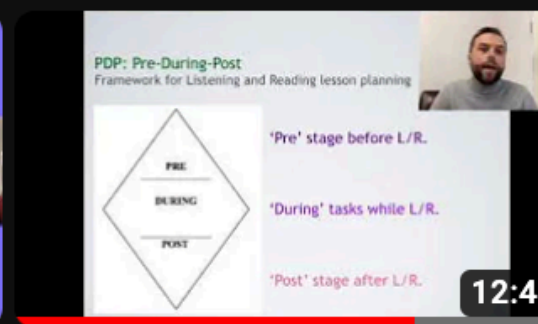 PDP: Pre-During-Post
Framework for Listening and Reading lesson planning
PRE
'Pre' stage before L/R.
DURING
'During' tasks while L/R.
POST
'Post' stage after L/R.
12:4